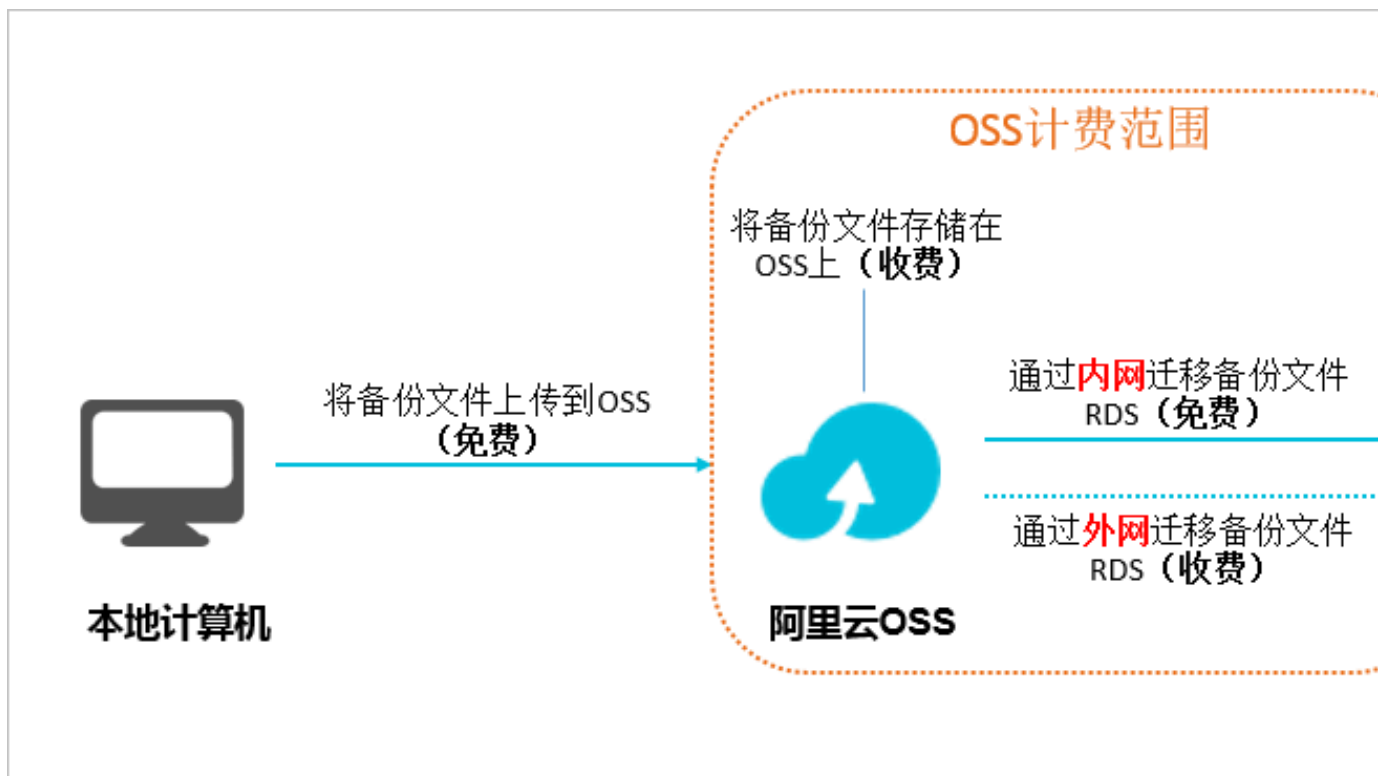 OSS计费范围
将备份文件存储在
OSS上（收费）
将备份文件上传到OSS
（免费）
通过内网迁移备份文件
RDS（免费）
通过外网迁移备份文件
RDS（收费）
本地计算机
阿里云OSS